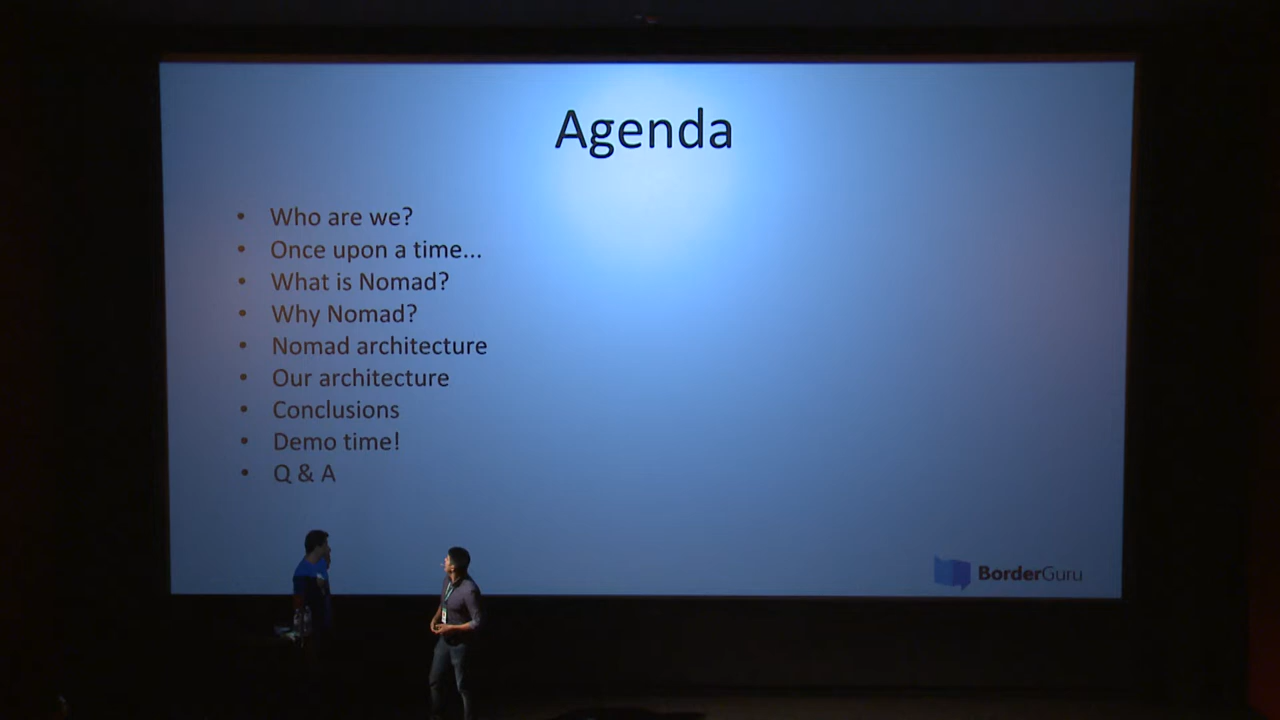 Agenda
• Who are we?
• Once upon a time...
• What is Nomad?
• Why Nomad?
• Nomad architecture
• Our architecture
• Conclusions
• Demo time!
• Q & A
BorderGuru